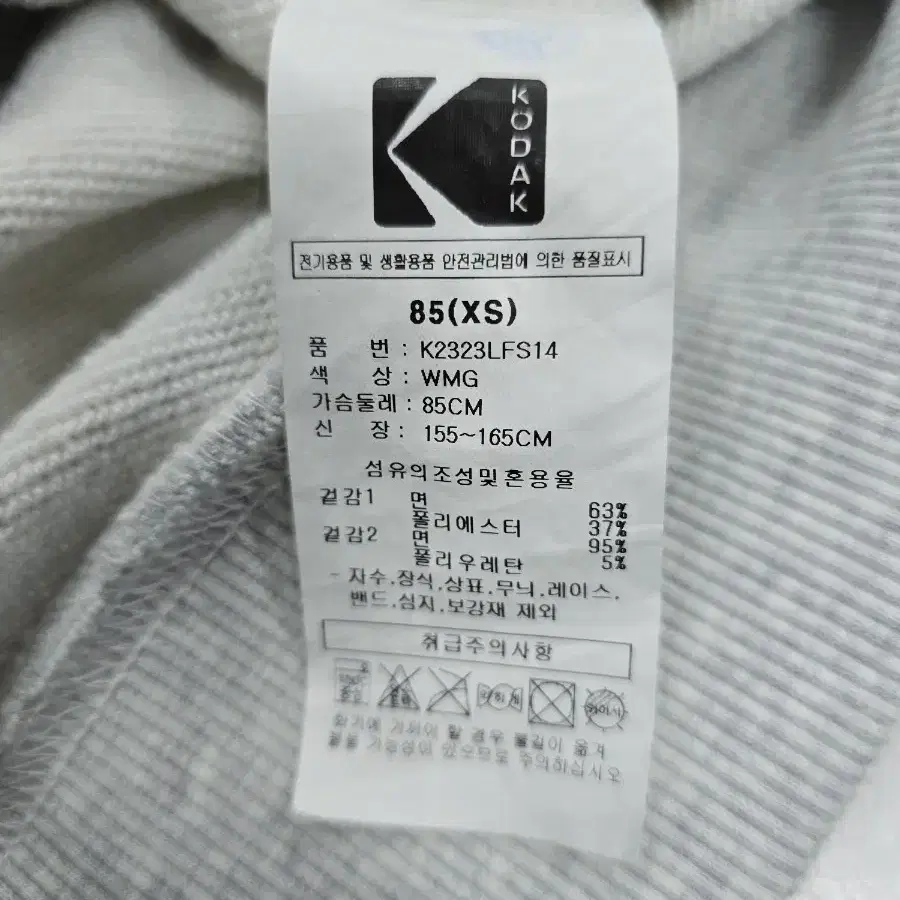 KODAK
전기용품 및 생활용품 안전관리법에 의한 품질표시
85(XS)
품 번 : K2323LFS14
색 상 : WMG
가슴둘레 : 85CM
신 장 : 155~165CM
섬유의조성및혼용율
겉감1 면 63%
폴리에스터 37%
겉감2 면 95%
폴리우레탄 5%
- 자수.장식.상표.무늬.레이스.
밴드.심지.보강재 제외
취급주의사항
화기에 가까이 할 경우 불길이 옮겨
붙을 가능성이 있으므로 주의하십시오